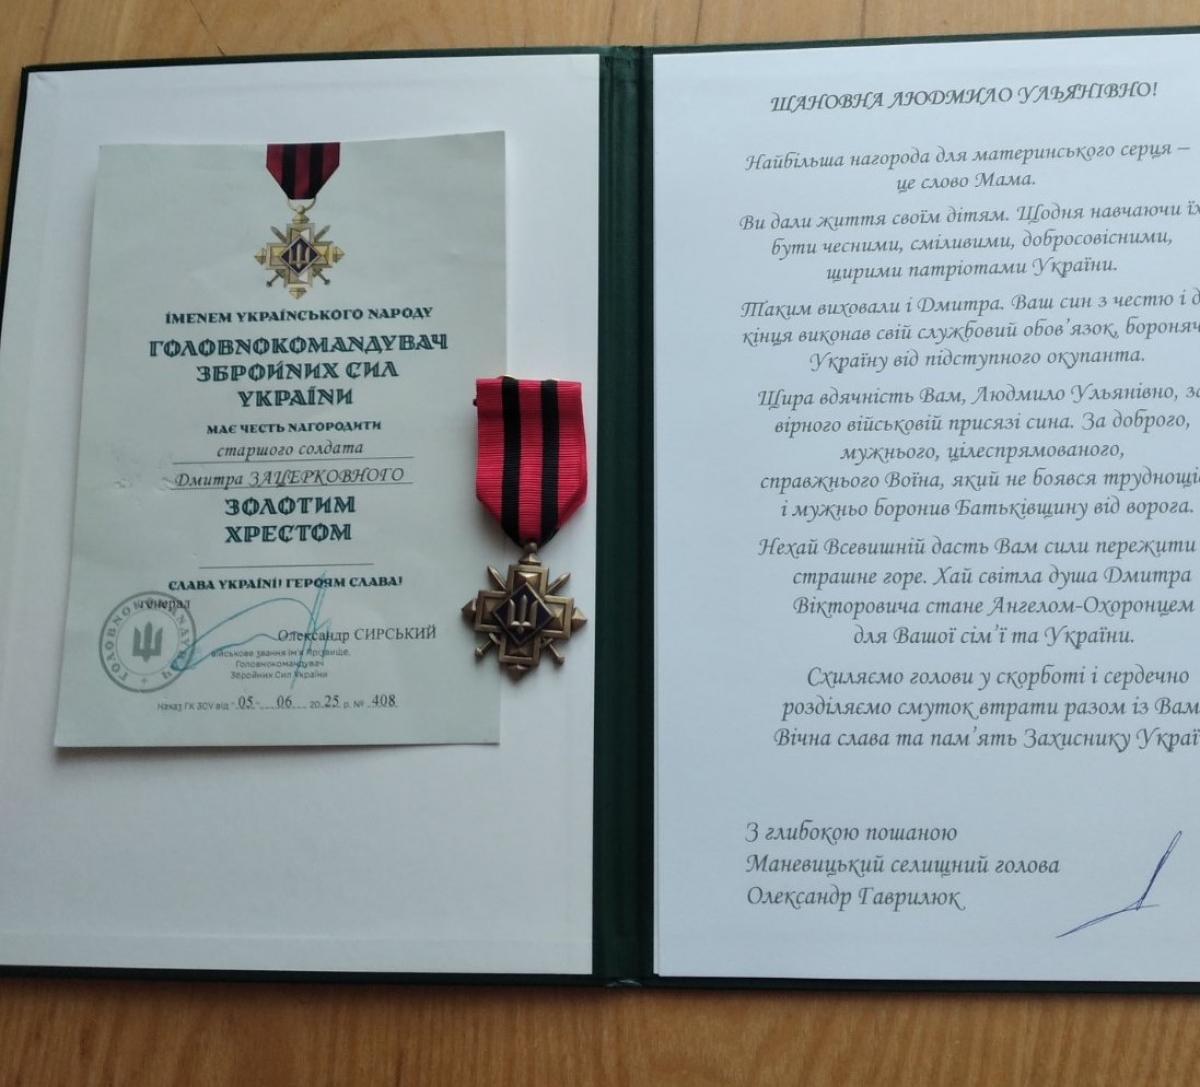 ІМЕНЕМ УКРАЇНСЬКОГО НАРОДУ
ГОЛОВНОКОМАНДУВАЧ
ЗБРОЙНИХ СИЛ
УКРАЇНИ
МАЄ ЧЕСТЬ НАГОРОДИТИ
старшого солдата
Дмитра ЗАЦЕРКОВНОГО
ЗОЛОТИМ
ХРЕСТОМ
СЛАВА УКРАЇНІ! ГЕРОЯМ СЛАВА!
генерал
ГОЛОВНОКОМАНДУВАЧ
Олександр СИРСЬКИЙ
військове звання Ім'я Прізвище,
Головнокомандувач
Збройних Сил України
Наказ ГК ЗСУ від "05" 06 2025 р. № 408
ШАНОВНА ЛЮДМИЛО УЛЬЯНІВНО!
Найбільша нагорода для материнського серця –
це слово Мама.
Ви дали життя своїм дітям. Щодня навчаючи їх
бути чесними, сміливими, добросовісними,
щирими патріотами України.
Таким виховали і Дмитра. Ваш син з честю і д
кінця виконав свій службовий обов'язок, бороняч
Україну від підступного окупанта.
Щира вдячність Вам, Людмило Ульянівно, за
вірного військовій присязі сина. За доброго,
мужнього, цілеспрямованого,
справжнього Воїна, який не боявся труднощі
і мужньо боронив Батьківщину від ворога.
Нехай Всевишній дасть Вам сили пережити
страшне горе. Хай світла душа Дмитра
Вікторовича стане Ангелом-Охоронцем
для Вашої сім'ї та України.
Схиляємо голови у скорботі і сердечно
розділяємо смуток втрати разом із Вам
Вічна слава та пам'ять Захиснику Украї
З глибокою пошаною
Маневицький селищний голова
Олександр Гаврилюк